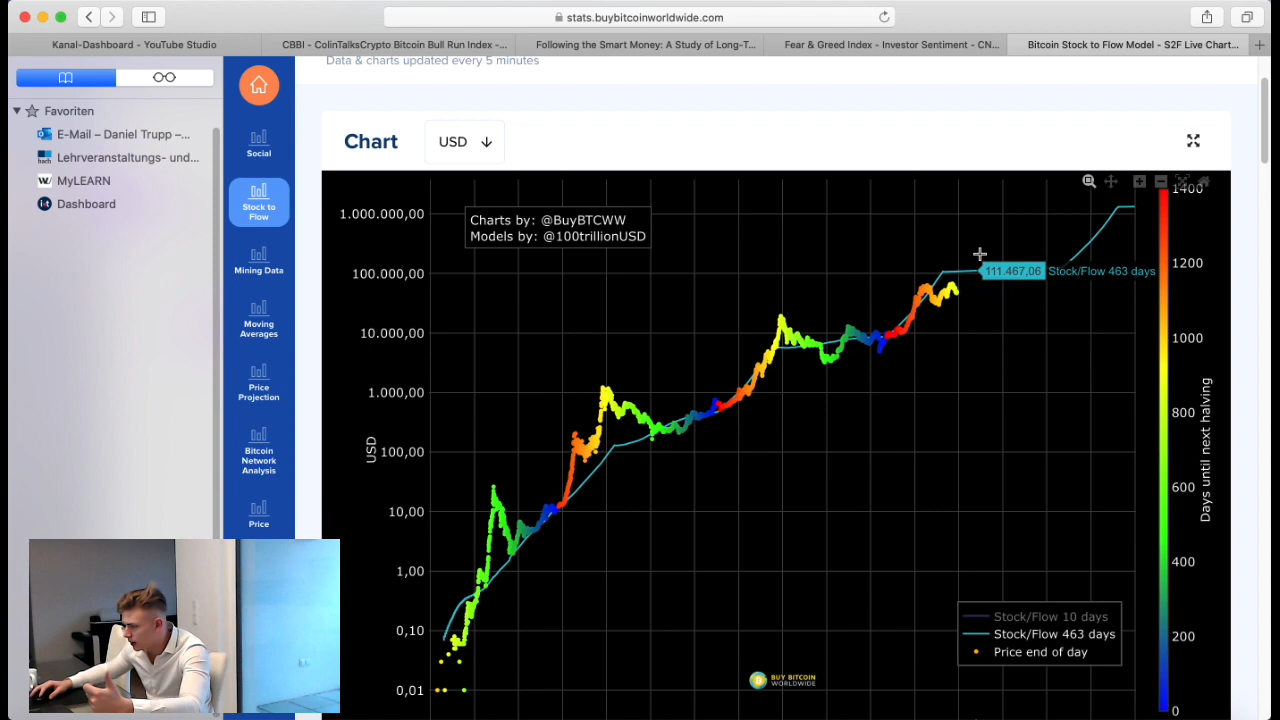 stats.buybitcoinworldwide.com
Kanal-Dashboard - YouTube Studio
CBBI - ColinTalksCrypto Bitcoin Bull Run Index -...
Following the Smart Money: A Study of Long-T...
Fear & Greed Index - Investor Sentiment - CN...
Bitcoin Stock to Flow Model - S2F Live Chart...
Favoriten
E-Mail – Daniel Trupp –...
Lehrveranstaltungs- und...
MyLEARN
Dashboard
Social
Stock to
Flow
Mining Data
Moving
Averages
Price
Projection
Bitcoin
Network
Analysis
Price
Data & charts updated every 5 minutes
Chart
USD
Charts by: @BuyBTCWW
Models by: @100trillionUSD
1.000.000,00
100.000,00
10.000,00
1.000,00
100,00
10,00
1,00
0,10
0,01
USD
111.467,06
Stock/Flow 463 days
Stock/Flow 10 days
Stock/Flow 463 days
Price end of day
BUY BITCOIN
WORLDWIDE
1400
1200
1000
800
600
400
200
0
Days until next halving